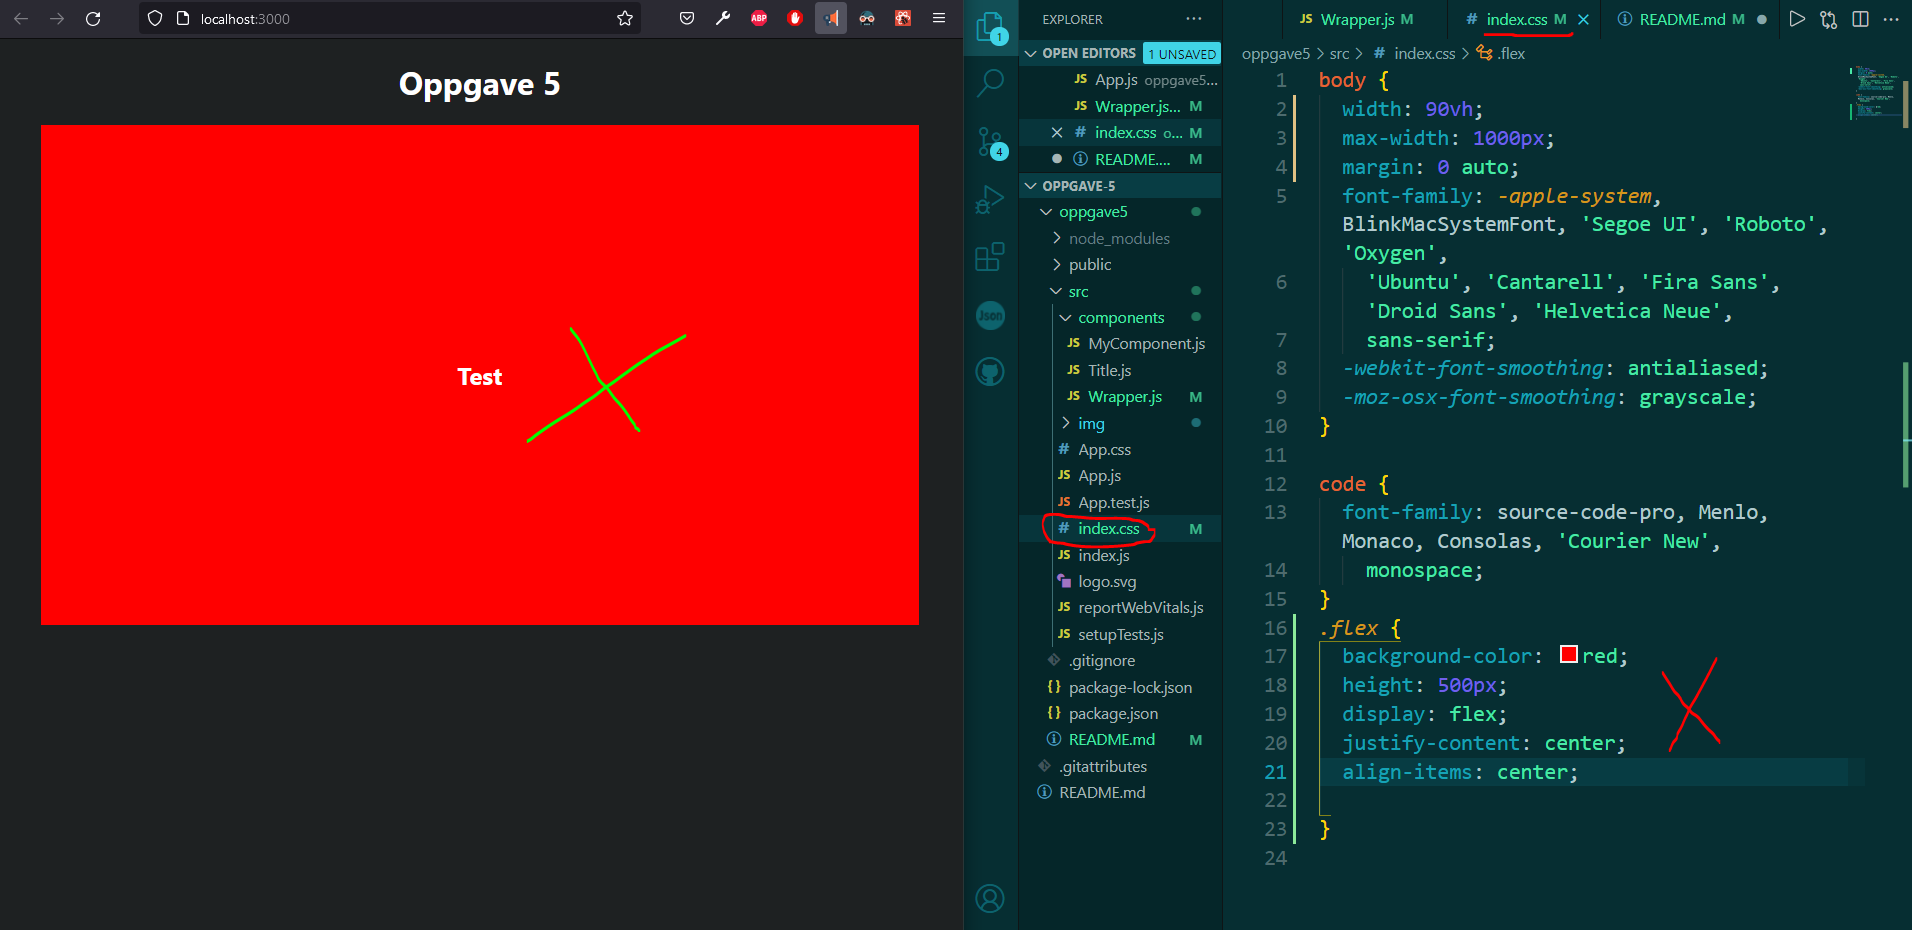 localhost:3000
ABP
Oppgave 5
Test
1
4
Json
EXPLORER
OPEN EDITORS 1 UNSAVED
JS App.js oppgave5...
JS Wrapper.js... M
# index.css o... M
README.... M
OPPGAVE-5
oppgave5
node_modules
public
src
components
JS MyComponent.js
JS Title.js
JS Wrapper.js M
img
# App.css
JS App.js
JS App.test.js
# index.css M
JS index.js
logo.svg
JS reportWebVitals.js
JS setupTests.js
.gitignore
{} package-lock.json
{} package.json
README.md M
.gitattributes
README.md
JS Wrapper.js M
# index.css M
README.md M
oppgave5 > src > # index.css > .flex
1 body {
2 width: 90vh;
3 max-width: 1000px;
4 margin: 0 auto;
5 font-family: -apple-system,
BlinkMacSystemFont, 'Segoe UI', 'Roboto',
'Oxygen',
6 'Ubuntu', 'Cantarell', 'Fira Sans',
'Droid Sans', 'Helvetica Neue',
7 sans-serif;
8 -webkit-font-smoothing: antialiased;
9 -moz-osx-font-smoothing: grayscale;
10 }
11
12 code {
13 font-family: source-code-pro, Menlo,
Monaco, Consolas, 'Courier New',
14 monospace;
15 }
16 .flex {
17 background-color: red;
18 height: 500px;
19 display: flex;
20 justify-content: center;
21 align-items: center;
22
23 }
24